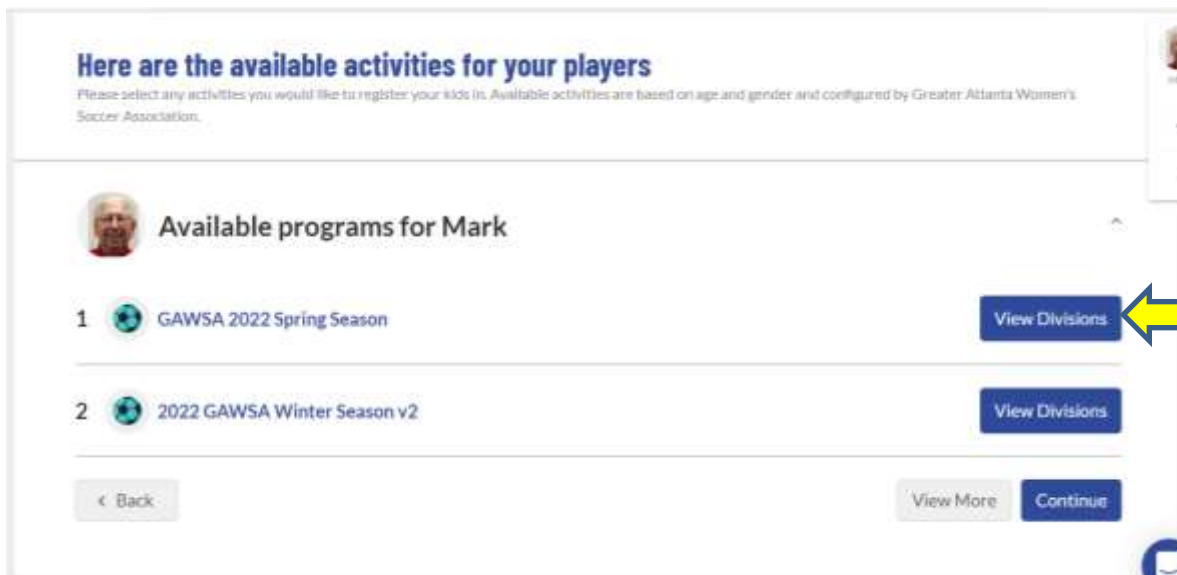 Here are the available activities for your players
Please select any activities you would like to register your kids in. Available activities are based on age and gender and configured by Greater Atlanta Women's
Soccer Association.
Available programs for Mark
1 GAWSA 2022 Spring Season View Divisions
2 2022 GAWSA Winter Season v2 View Divisions
< Back View More Continue